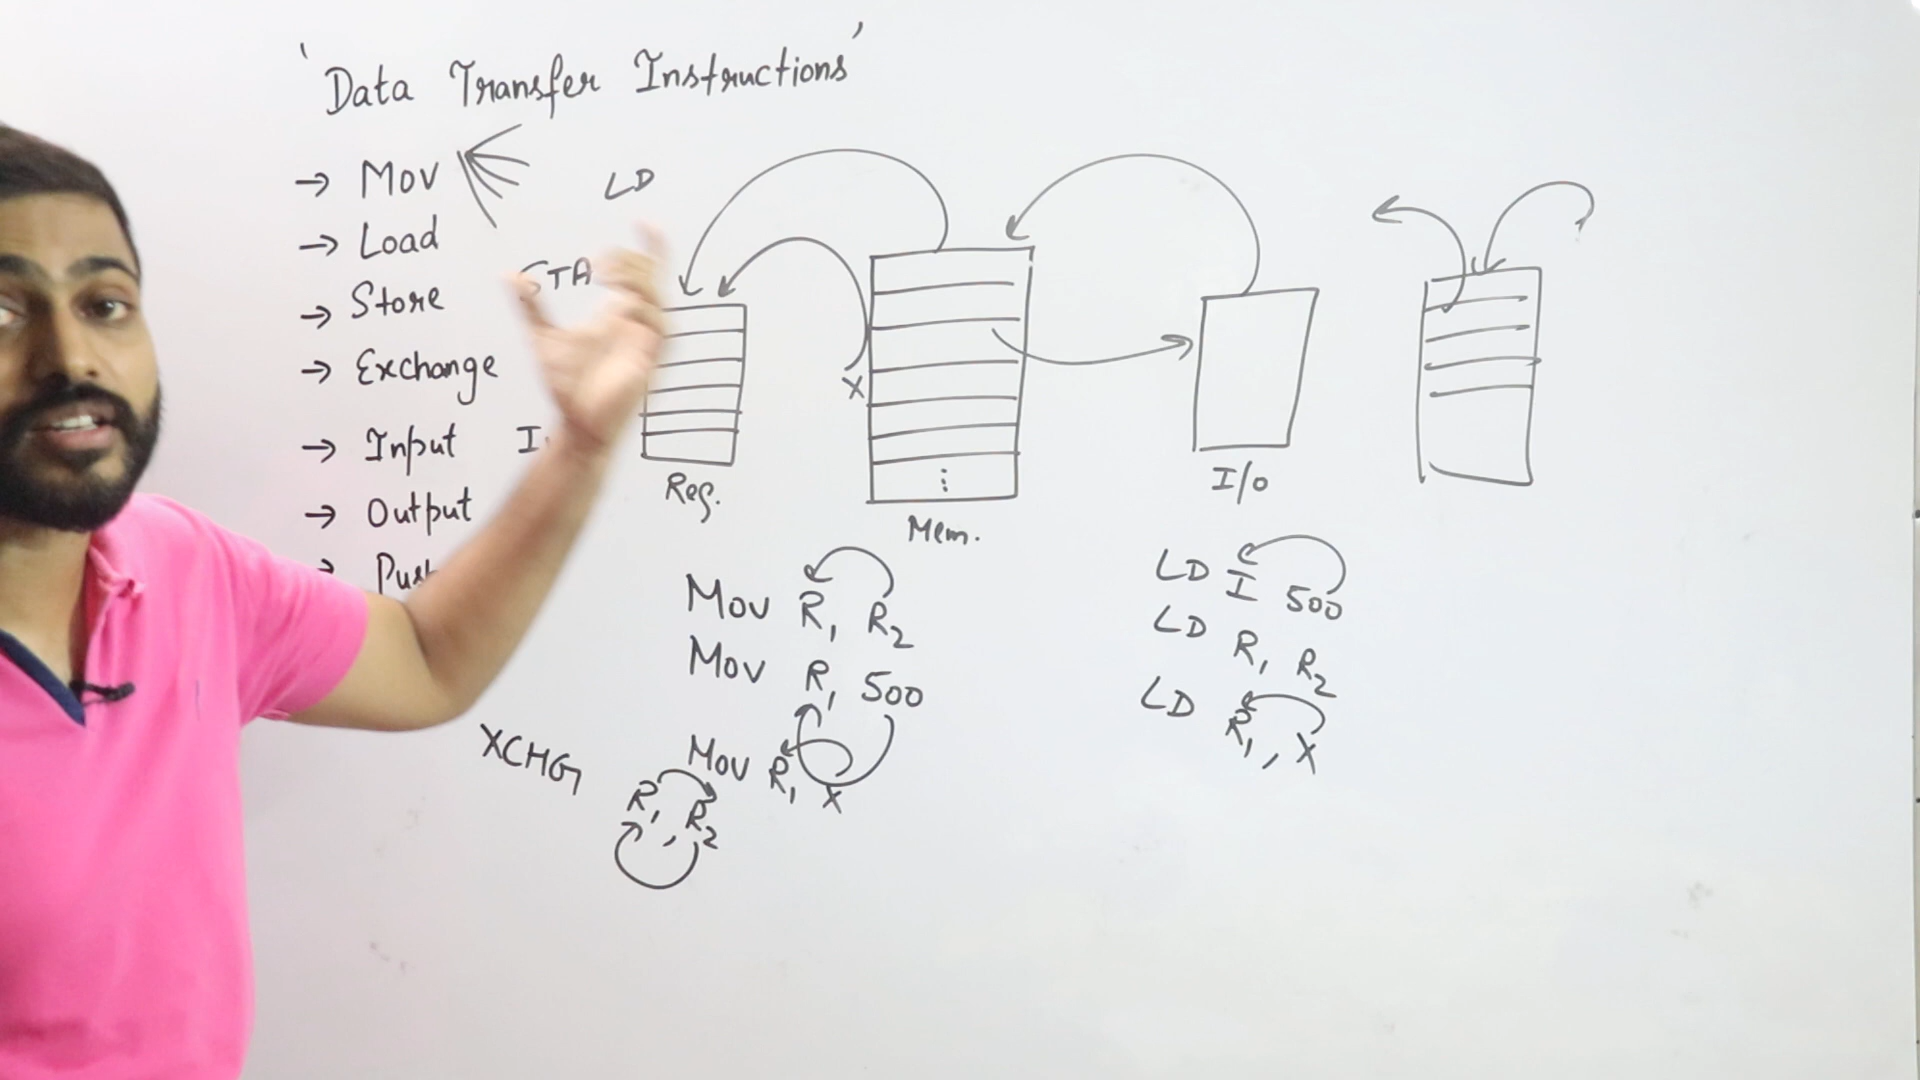 'Data Transfer Instructions'
→ Mov
LD
→ Load
→ Store
STA
→ Exchange
→ Input
→ Output
Reg.
Mem.
I/O
Mov R1 R2
Mov R1 500
Mov R1 X
XCHG R1, R2
LD I 500
LD R1 R2
LD R1, X